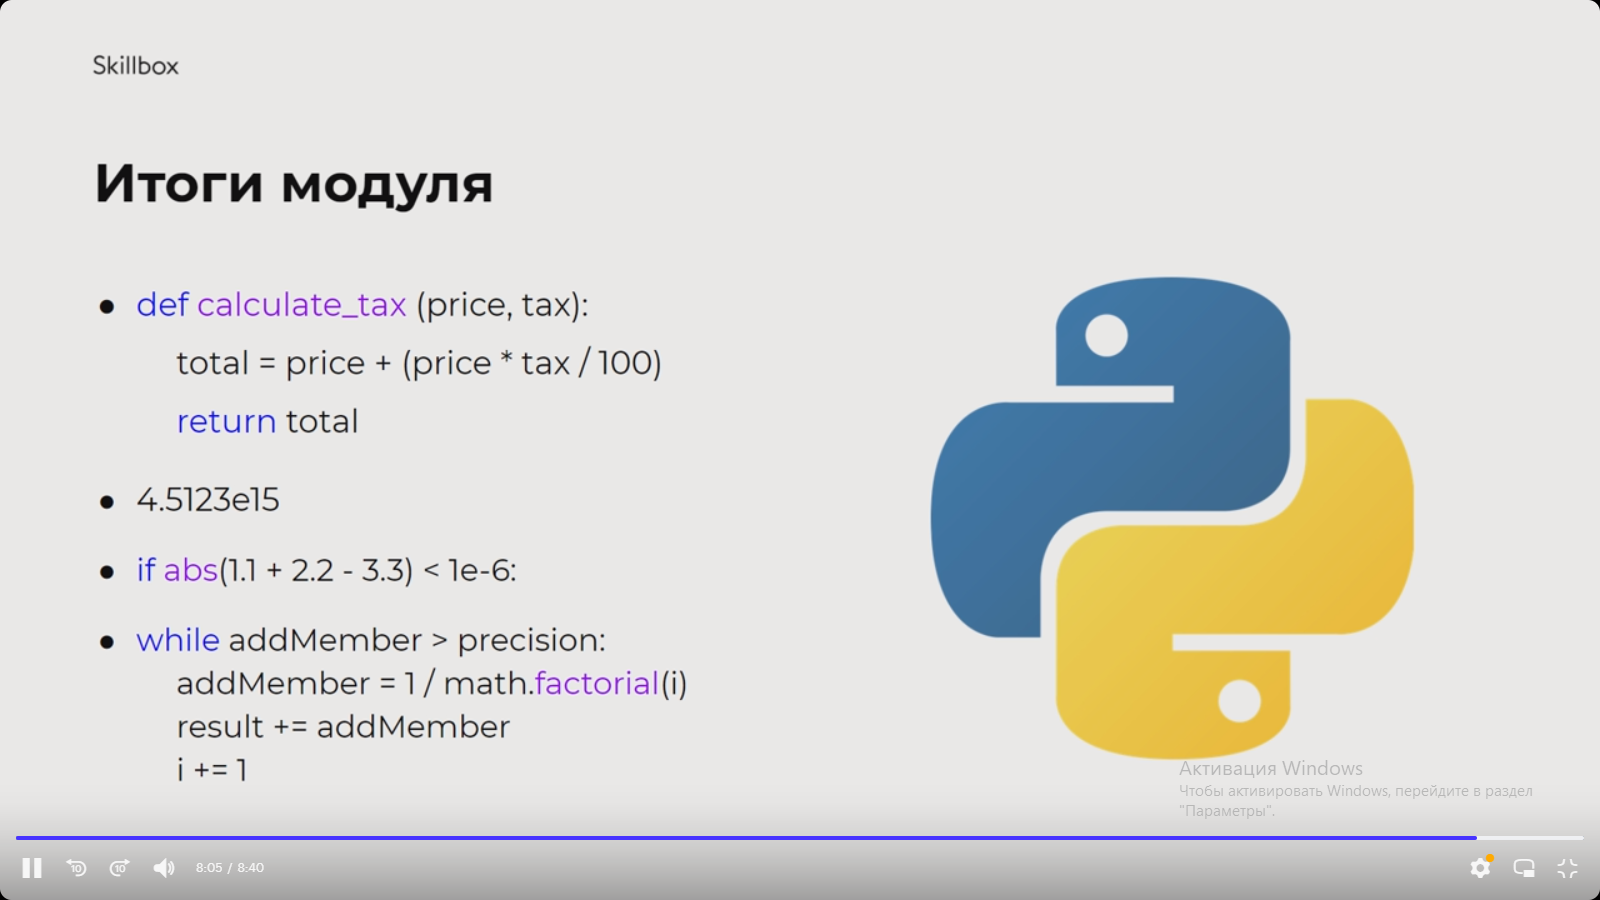 Skillbox
Итоги модуля
● def calculate_tax (price, tax):
total = price + (price * tax / 100)
return total
● 4.5123e15
● if abs(1.1 + 2.2 - 3.3) < 1e-6:
● while addMember > precision:
addMember = 1 / math.factorial(i)
result += addMember
i += 1
Активация Windows
Чтобы активировать Windows, перейдите в раздел
"Параметры".
10
10
8:05 / 8:40